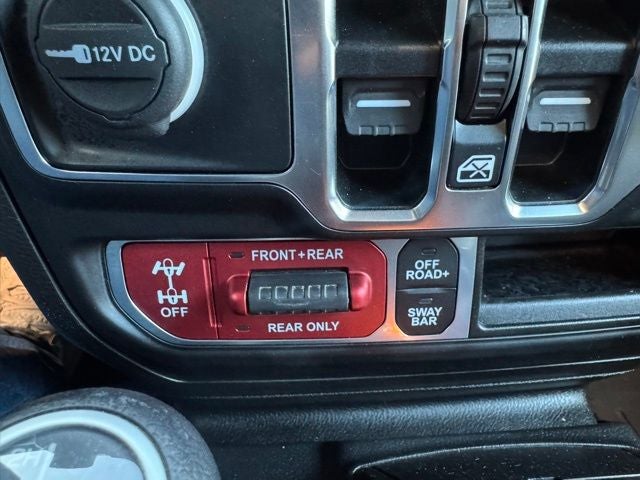 12V DC
FRONT+REAR
OFF
REAR ONLY
OFF
ROAD+
SWAY
BAR